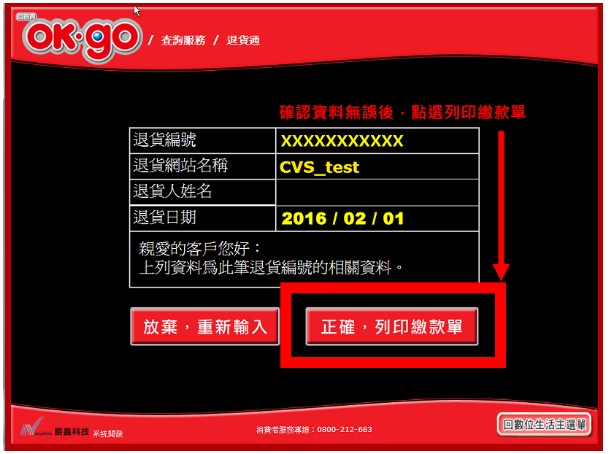 OK·go / 查詢服務 / 退貨通
確認資料無誤後，點選列印繳款單
退貨編號 XXXXXXXXXXX
退貨網站名稱 CVS_test
退貨人姓名
退貨日期 2016 / 02 / 01
親愛的客戶您好：
上列資料為此筆退貨編號的相關資料。
放棄，重新輸入 正確，列印繳款單
系統開發 消費者服務專線：0800-212-683 回數位生活主選單